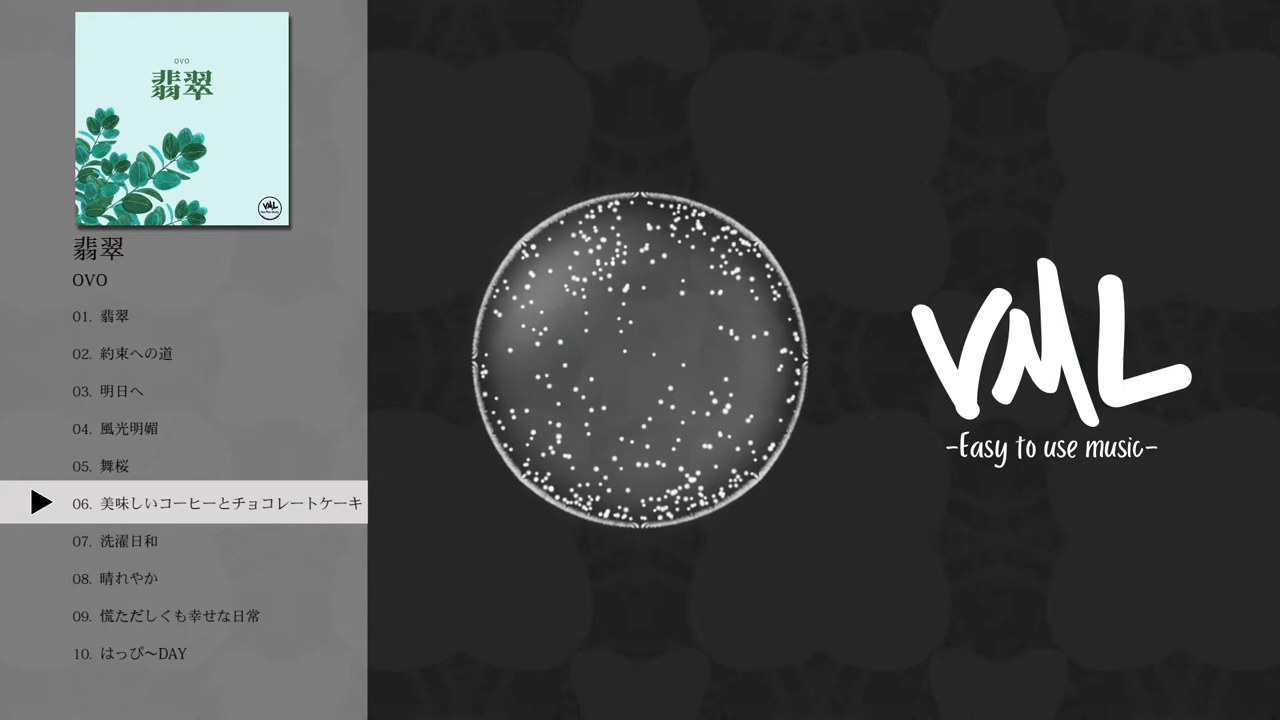 OVO
翡翠
VML
翡翠
OVO
01. 翡翠
02. 約束への道
03. 明日へ
04. 風光明媚
05. 舞桜
06. 美味しいコーヒーとチョコレートケーキ
07. 洗濯日和
08. 晴れやか
09. 慌ただしくも幸せな日常
10. はっぴ〜DAY
VML
-Easy to use music-